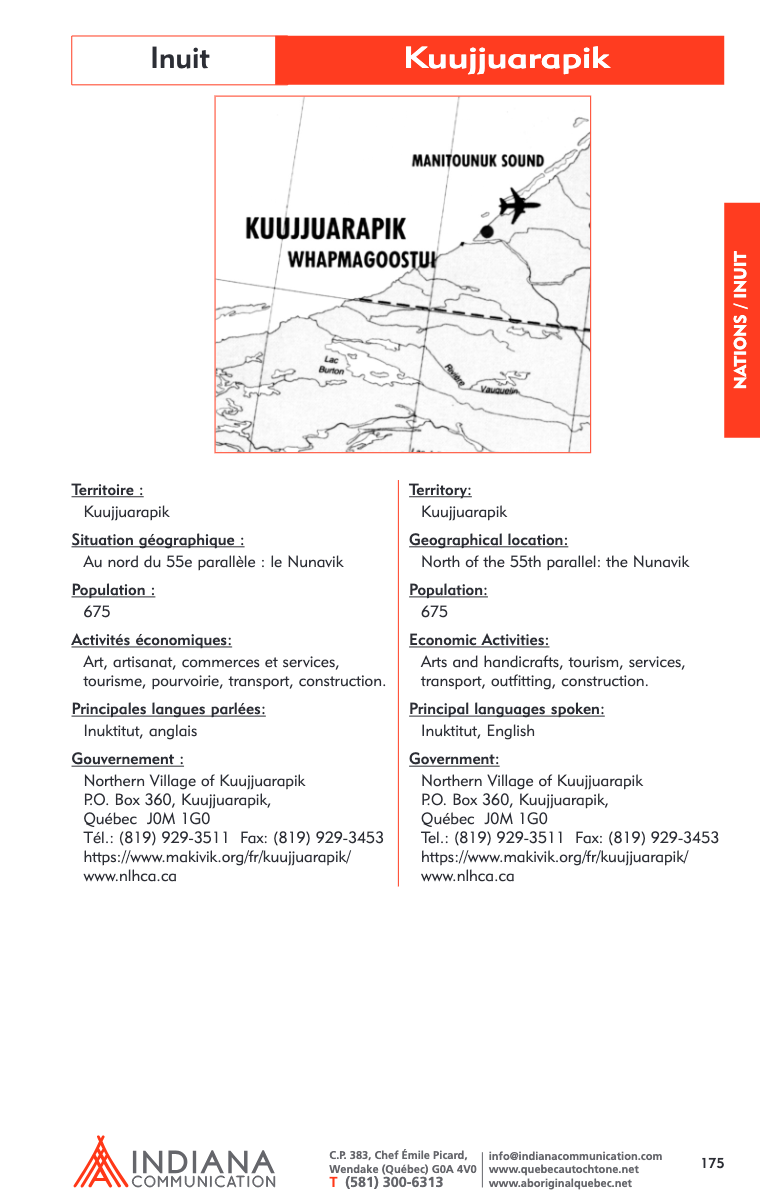 Inuit
Kuujjuarapik
MANITOUNUK SOUND
KUUJJUARAPIK
WHAPMAGOOSTUI
Lac
Burton
Rivière
Vauquelin
NATIONS / INUIT
Territoire :
Kuujjuarapik
Situation géographique :
Au nord du 55e parallèle : le Nunavik
Population :
675
Activités économiques:
Art, artisanat, commerces et services,
tourisme, pourvoirie, transport, construction.
Principales langues parlées:
Inuktitut, anglais
Gouvernement :
Northern Village of Kuujjuarapik
P.O. Box 360, Kuujjuarapik,
Québec J0M 1G0
Tél.: (819) 929-3511 Fax: (819) 929-3453
https://www.makivik.org/fr/kuujjuarapik/
www.nlhca.ca
Territory:
Kuujjuarapik
Geographical location:
North of the 55th parallel: the Nunavik
Population:
675
Economic Activities:
Arts and handicrafts, tourism, services,
transport, outfitting, construction.
Principal languages spoken:
Inuktitut, English
Government:
Northern Village of Kuujjuarapik
P.O. Box 360, Kuujjuarapik,
Québec J0M 1G0
Tel.: (819) 929-3511 Fax: (819) 929-3453
https://www.makivik.org/fr/kuujjuarapik/
www.nlhca.ca
INDIANA
COMMUNICATION
C.P. 383, Chef Émile Picard,
Wendake (Québec) G0A 4V0
T (581) 300-6313
info@indianacommunication.com
www.quebecautochtone.net
www.aboriginalquebec.net
175